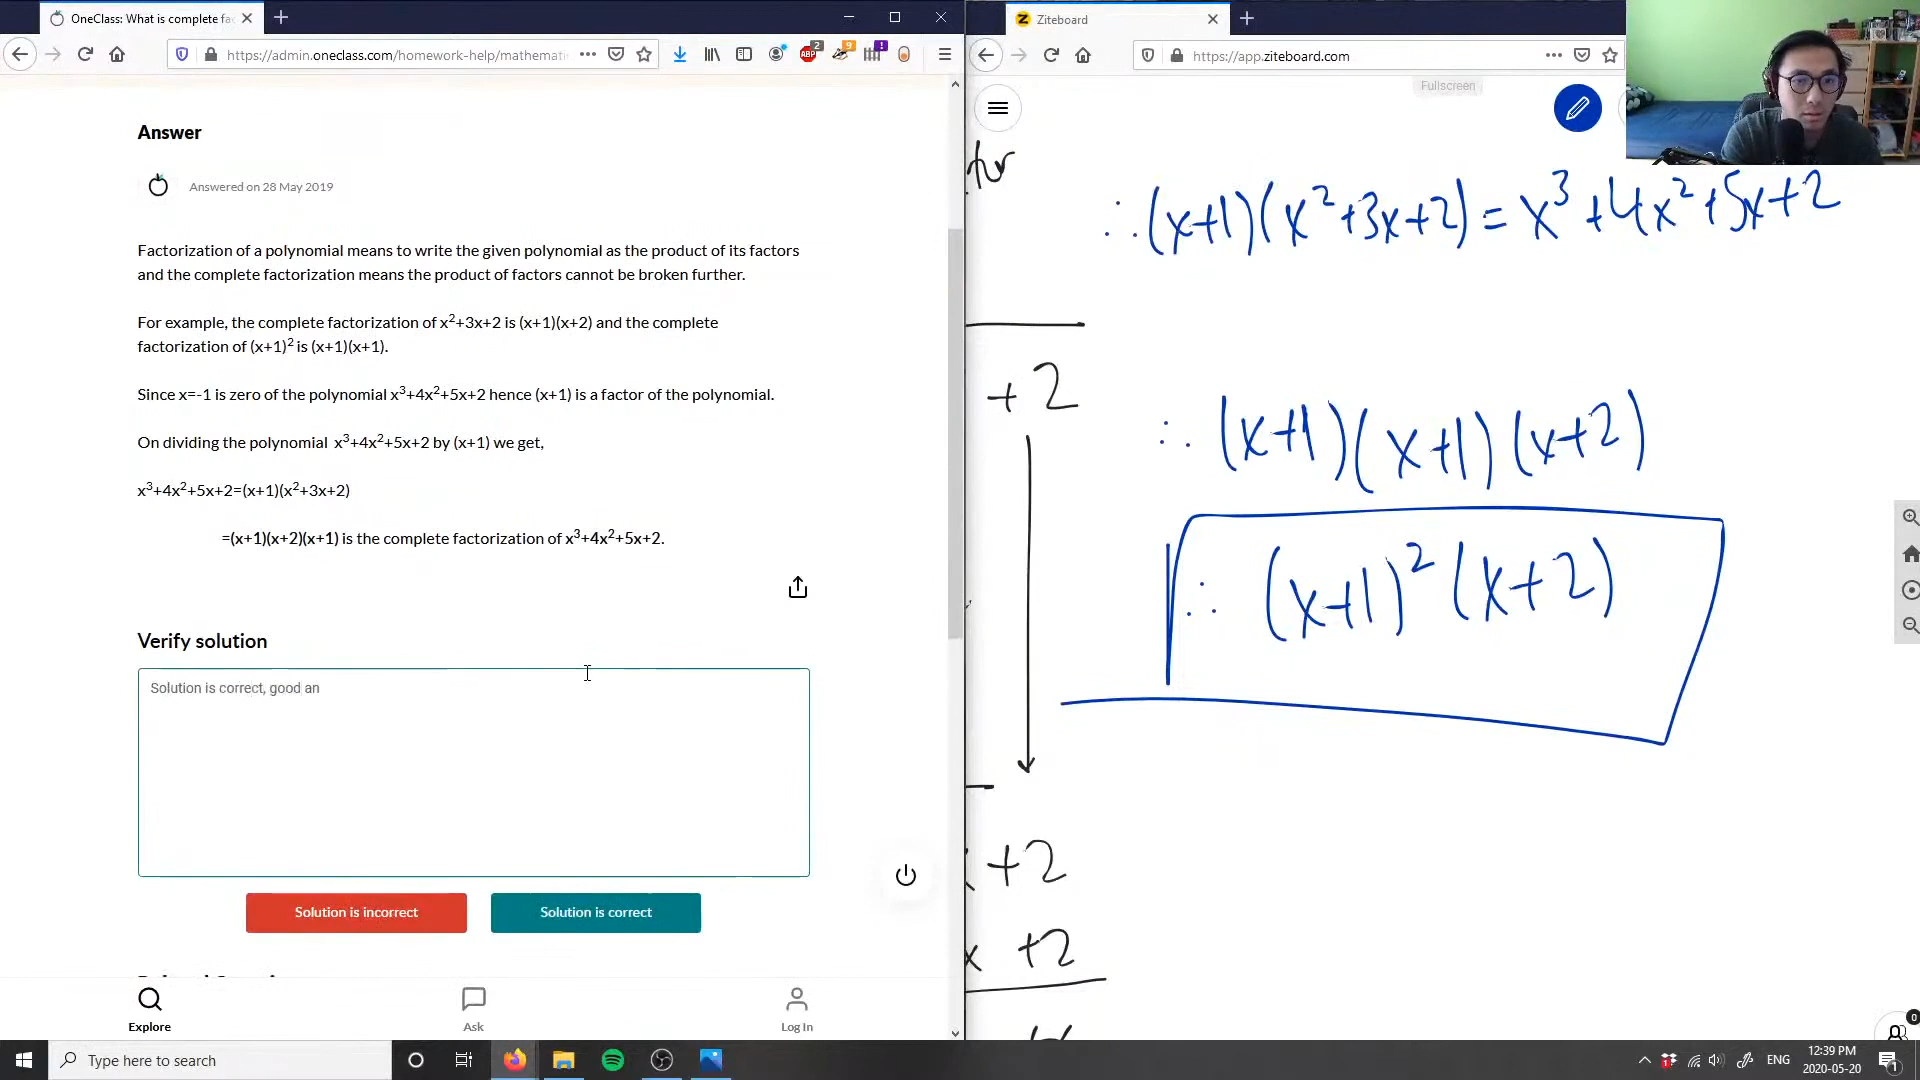 OneClass: What is complete fa
Ziteboard
https://admin.oneclass.com/homework-help/mathemati
2
9
!
https://app.ziteboard.com
Fullscreen
Answer
Answered on 28 May 2019
Factorization of a polynomial means to write the given polynomial as the product of its factors
and the complete factorization means the product of factors cannot be broken further.
For example, the complete factorization of x²+3x+2 is (x+1)(x+2) and the complete
factorization of (x+1)² is (x+1)(x+1).
Since x=-1 is zero of the polynomial x³+4x²+5x+2 hence (x+1) is a factor of the polynomial.
On dividing the polynomial x³+4x²+5x+2 by (x+1) we get,
x³+4x²+5x+2=(x+1)(x²+3x+2)
=(x+1)(x+2)(x+1) is the complete factorization of x³+4x²+5x+2.
Verify solution
Solution is correct, good an
Solution is incorrect
Solution is correct
Explore
Ask
Log In
∴ (x+1)(x²+3x+2) = x³+4x²+5x+2
+2
∴ (x+1)(x+1)(x+2)
∴ (x+1)²(x+2)
+2
x +2
0
Type here to search
ENG
12:39 PM
2020-05-20
1